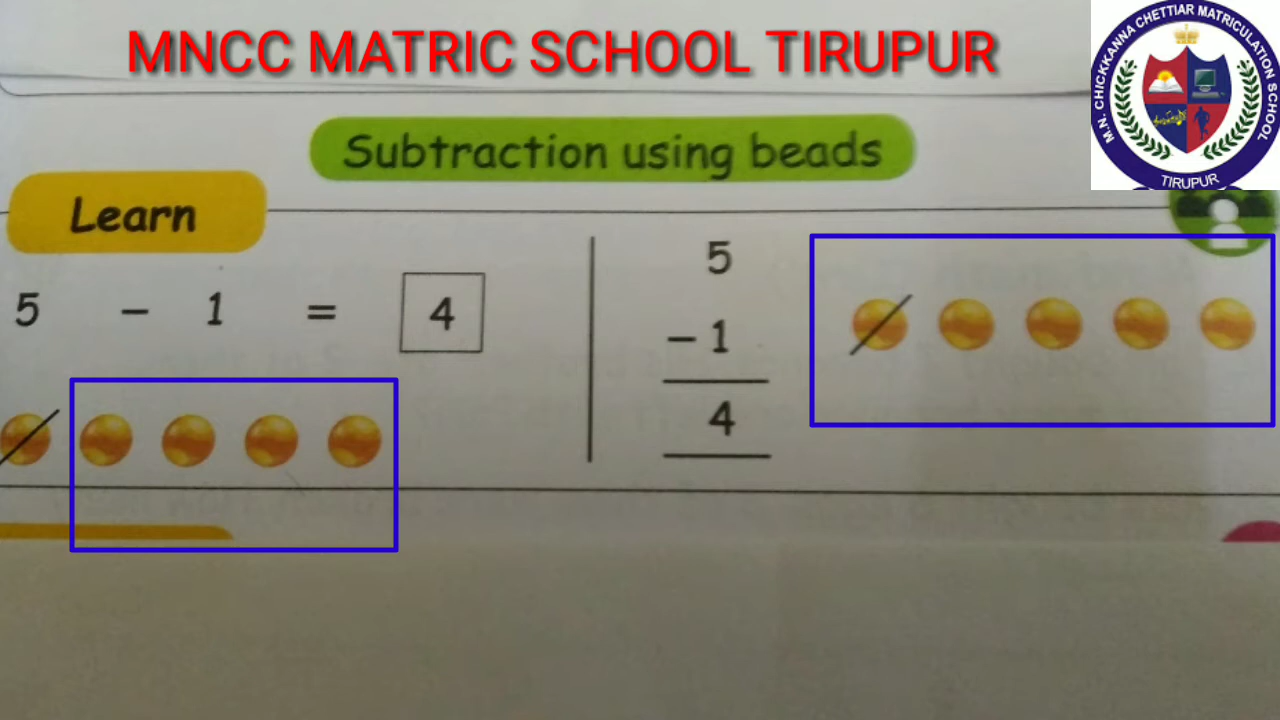 MNCC MATRIC SCHOOL TIRUPUR
M.N. CHICKKANNA CHETTIAR MATRICULATION SCHOOL
TIRUPUR
Subtraction using beads
Learn
5 - 1 = 4
5
- 1
4